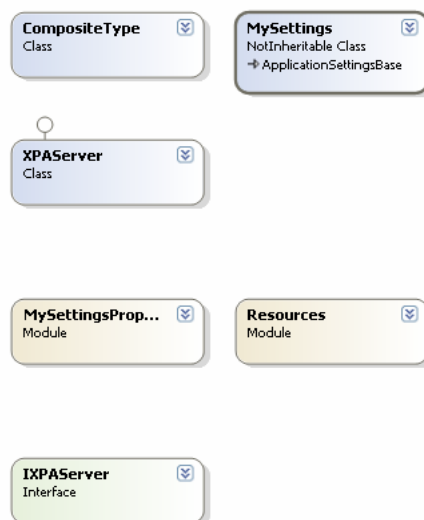 CompositeType
Class
MySettings
NotInheritable Class
ApplicationSettingsBase
XPAServer
Class
MySettingsProp...
Module
Resources
Module
IXPAServer
Interface